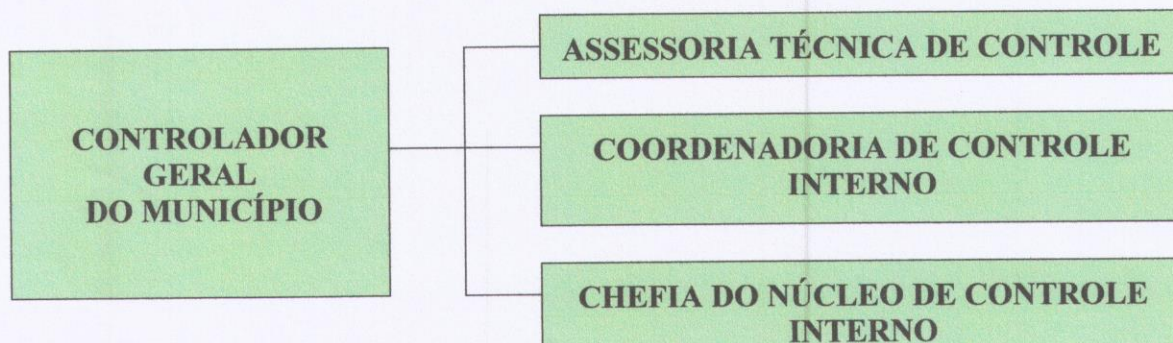 CONTROLADOR
GERAL
DO MUNICÍPIO
ASSESSORIA TÉCNICA DE CONTROLE
COORDENADORIA DE CONTROLE
INTERNO
CHEFIA DO NÚCLEO DE CONTROLE
INTERNO